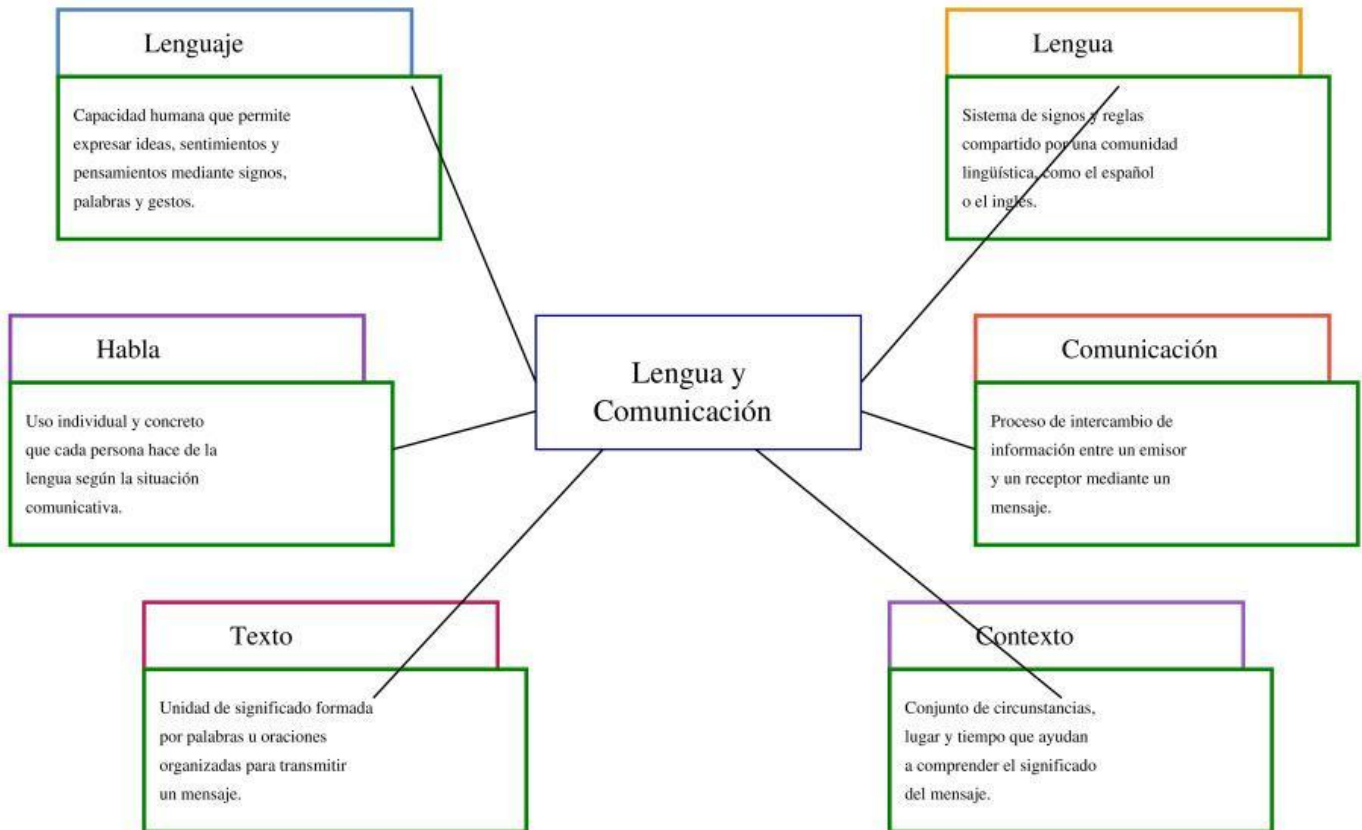 Lenguaje
Capacidad humana que permite
expresar ideas, sentimientos y
pensamientos mediante signos,
palabras y gestos.
Lengua
Sistema de signos y reglas
compartido por una comunidad
lingüística, como el español
o el inglés.
Habla
Uso individual y concreto
que cada persona hace de la
lengua según la situación
comunicativa.
Lengua y
Comunicación
Comunicación
Proceso de intercambio de
información entre un emisor
y un receptor mediante un
mensaje.
Texto
Unidad de significado formada
por palabras u oraciones
organizadas para transmitir
un mensaje.
Contexto
Conjunto de circunstancias,
lugar y tiempo que ayudan
a comprender el significado
del mensaje.